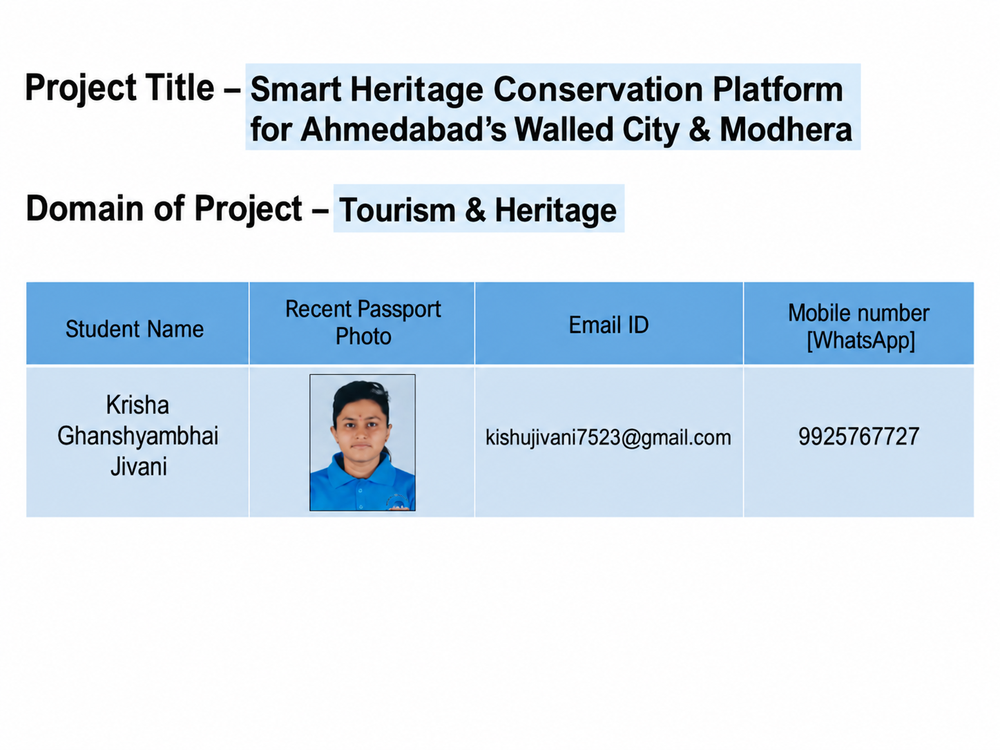 Project Title – Smart Heritage Conservation Platform
for Ahmedabad’s Walled City & Modhera
Domain of Project – Tourism & Heritage
Student Name
Recent Passport
Photo
Email ID
Mobile number
[WhatsApp]
Krisha
Ghanshyambhai
Jivani
kishujivani7523@gmail.com
9925767727